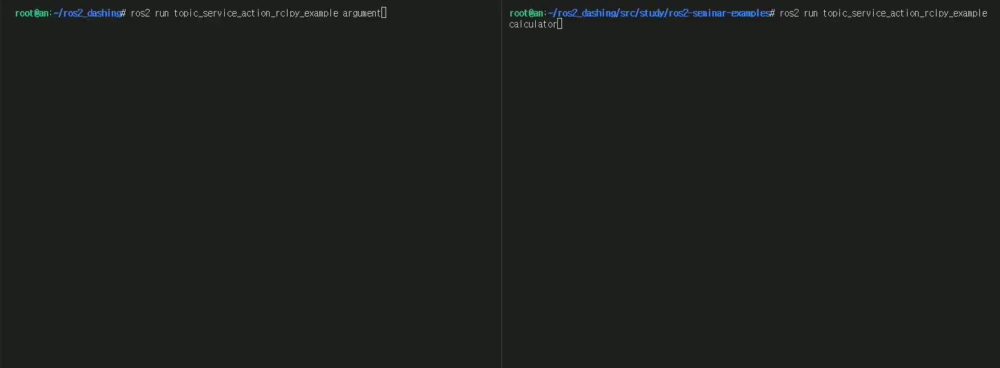 root@an:~/ros2_dashing# ros2 run topic_service_action_rclpy_example argument
root@an:~/ros2_dashing/src/study/ros2-seminar-examples# ros2 run topic_service_action_rclpy_example
calculator